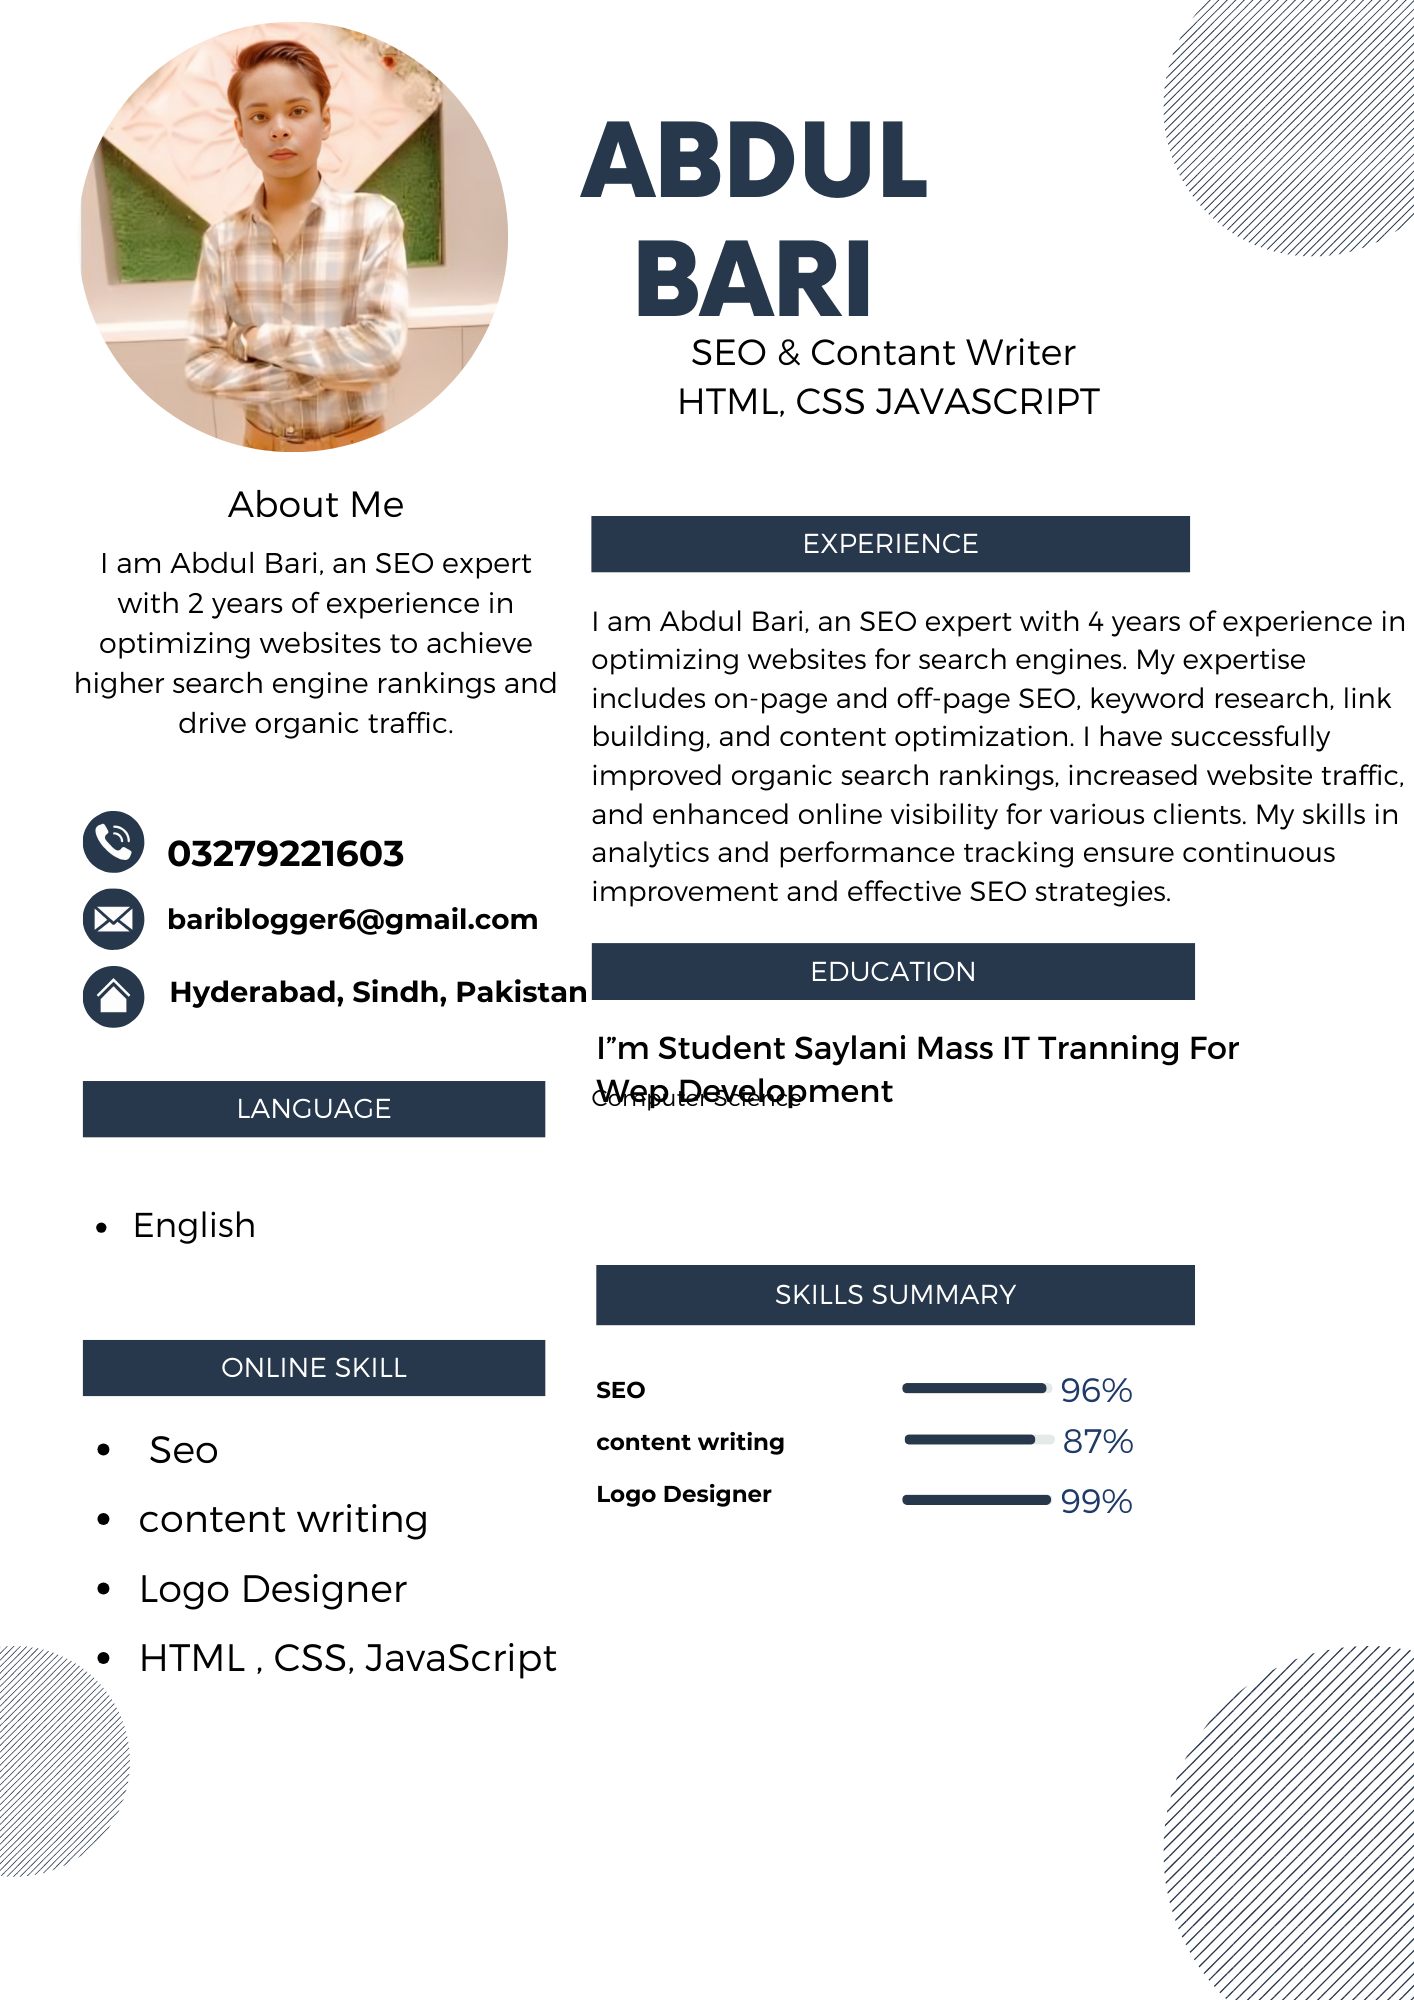 ABDUL
BARI
SEO & Contant Writer
HTML, CSS JAVASCRIPT
About Me
I am Abdul Bari, an SEO expert
with 2 years of experience in
optimizing websites to achieve
higher search engine rankings and
drive organic traffic.
03279221603
bariblogger6@gmail.com
Hyderabad, Sindh, Pakistan
LANGUAGE
• English
ONLINE SKILL
• Seo
• content writing
• Logo Designer
• HTML , CSS, JavaScript
EXPERIENCE
I am Abdul Bari, an SEO expert with 4 years of experience in
optimizing websites for search engines. My expertise
includes on-page and off-page SEO, keyword research, link
building, and content optimization. I have successfully
improved organic search rankings, increased website traffic,
and enhanced online visibility for various clients. My skills in
analytics and performance tracking ensure continuous
improvement and effective SEO strategies.
EDUCATION
I”m Student Saylani Mass IT Tranning For
Wep Development
Computer Science
SKILLS SUMMARY
SEO 96%
content writing 87%
Logo Designer 99%